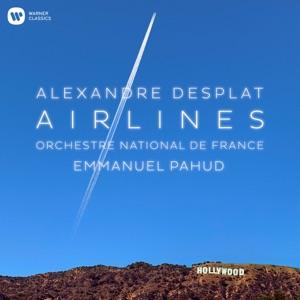 WARNER
CLASSICS
ALEXANDRE DESPLAT
AIRLINES
ORCHESTRE NATIONAL DE FRANCE
EMMANUEL PAHUD
HOLLYWOOD